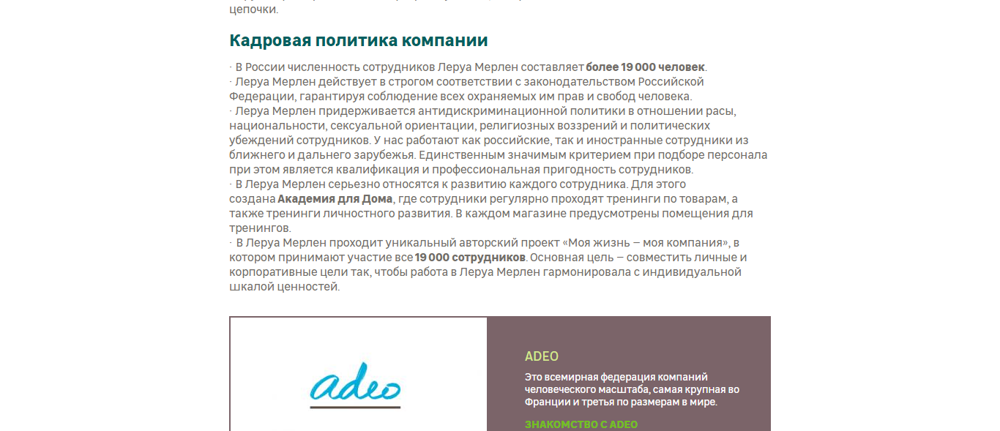 цепочки.
Кадровая политика компании
· В России численность сотрудников Леруа Мерлен составляет более 19 000 человек.
· Леруа Мерлен действует в строгом соответствии с законодательством Российской
Федерации, гарантируя соблюдение всех охраняемых им прав и свобод человека.
· Леруа Мерлен придерживается антидискриминационной политики в отношении расы,
национальности, сексуальной ориентации, религиозных воззрений и политических
убеждений сотрудников. У нас работают как российские, так и иностранные сотрудники из
ближнего и дальнего зарубежья. Единственным значимым критерием при подборе персонала
при этом является квалификация и профессиональная пригодность сотрудников.
· В Леруа Мерлен серьезно относятся к развитию каждого сотрудника. Для этого
создана Академия для Дома, где сотрудники регулярно проходят тренинги по товарам, а
также тренинги личностного развития. В каждом магазине предусмотрены помещения для
тренингов.
· В Леруа Мерлен проходит уникальный авторский проект «Моя жизнь – моя компания», в
котором принимают участие все 19 000 сотрудников. Основная цель – совместить личные и
корпоративные цели так, чтобы работа в Леруа Мерлен гармонировала с индивидуальной
шкалой ценностей.
adeo
ADEO
Это всемирная федерация компаний
человеческого масштаба, самая крупная во
Франции и третья по размерам в мире.
ЗНАКОМСТВО С ADEO